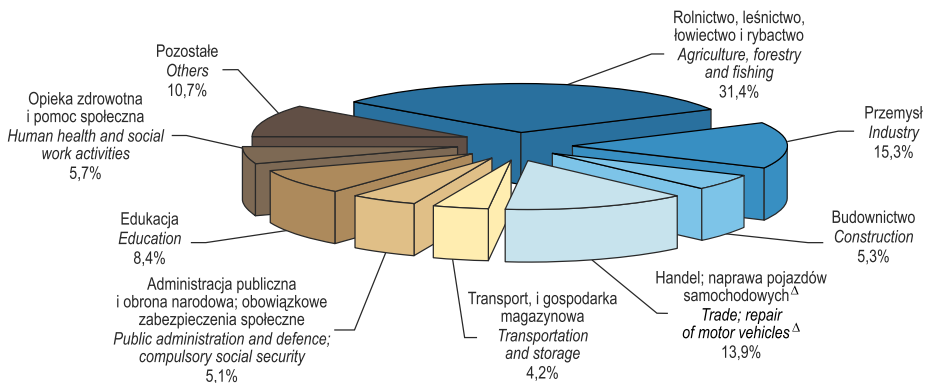 Rolnictwo, leśnictwo,
łowiectwo i rybactwo
Agriculture, forestry
and fishing
31,4%
Przemysł
Industry
15,3%
Budownictwo
Construction
5,3%
Handel; naprawa pojazdów
samochodowych Δ
Trade; repair
of motor vehicles Δ
13,9%
Transport, i gospodarka
magazynowa
Transportation
and storage
4,2%
Administracja publiczna
i obrona narodowa; obowiązkowe
zabezpieczenia społeczne
Public administration and defence;
compulsory social security
5,1%
Edukacja
Education
8,4%
Opieka zdrowotna
i pomoc społeczna
Human health and social
work activities
5,7%
Pozostałe
Others
10,7%